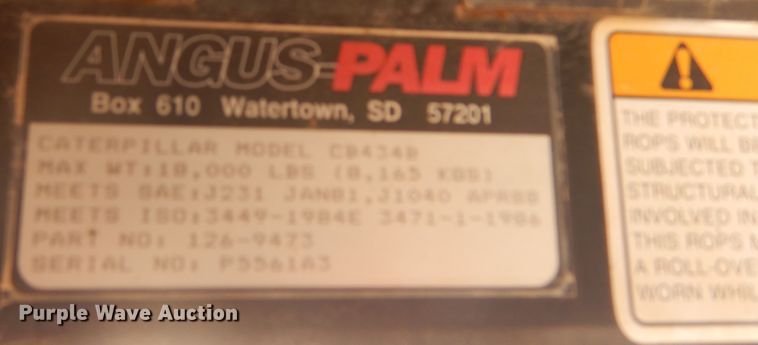 ANGUS-PALM
Box 610 Watertown, SD 57201
CATERPILLAR MODEL CB434B
MAX WT: 18,000 LBS (8,165 KGS)
MEETS SAE: J231 JAN81, J1040 APR88
MEETS ISO: 3449-1984E 3471-1-1986
PART NO: 126-9473
SERIAL NO: P5561A3
THE PROTECT
ROPS WILL BE
SUBJECTED T
STRUCTURAL
INVOLVED IN
THIS ROPS M
A ROLL-OVE
WORN WHIL
Purple Wave Auction